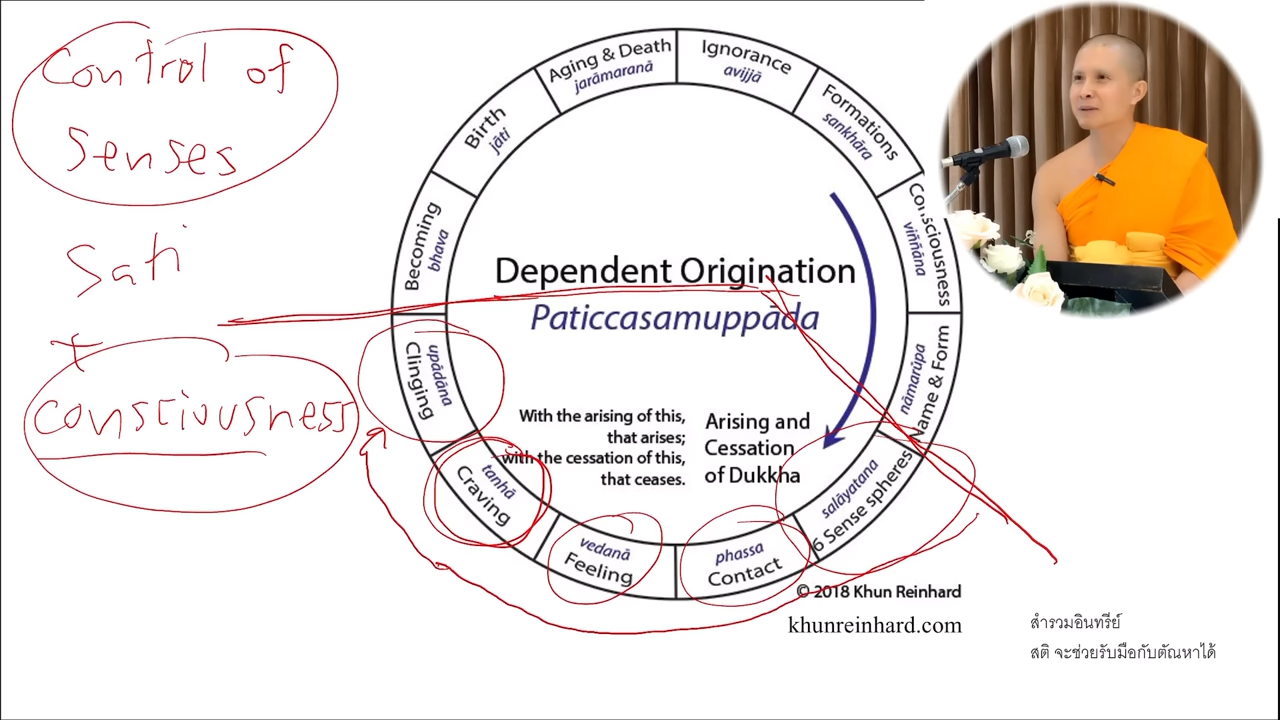 Control of
Senses
Sati
+
consciousness
Aging & Death
jarāmaranā
Ignorance
avijjā
Formations
sankhāra
Consciousness
viññāna
Name & Form
nāmarūpa
6 Sense spheres
salāyatana
Contact
phassa
Feeling
vedanā
Craving
tanhā
Clinging
upādāna
Becoming
bhava
Birth
jāti
Dependent Origination
Paticcasamuppāda
With the arising of this,
that arises;
with the cessation of this,
that ceases.
Arising and
Cessation
of Dukkha
© 2018 Khun Reinhard
khunreinhard.com
สำรวมอินทรีย์
สติ จะช่วยรับมือกับตัณหาได้